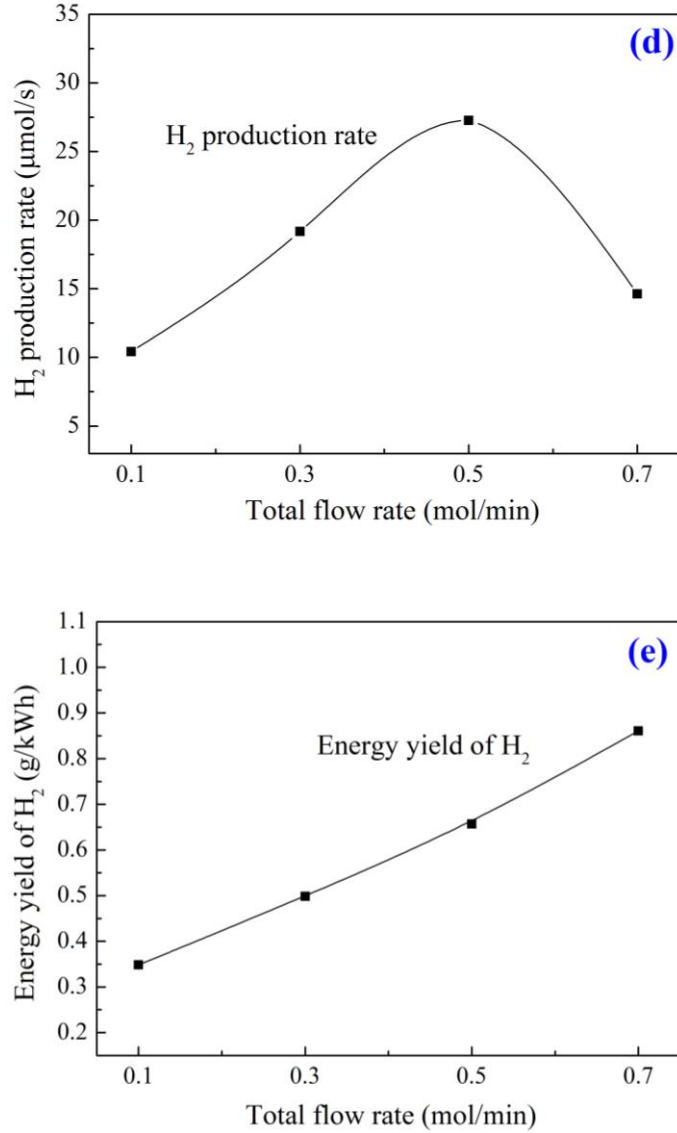 35
(d)
30
H₂ production rate
25
20
15
10
5
H₂ production rate (μmol/s)
0.1 0.3 0.5 0.7
Total flow rate (mol/min)
1.1
(e)
1.0
0.9
Energy yield of H₂
0.8
0.7
0.6
0.5
0.4
0.3
0.2
Energy yield of H₂ (g/kWh)
0.1 0.3 0.5 0.7
Total flow rate (mol/min)